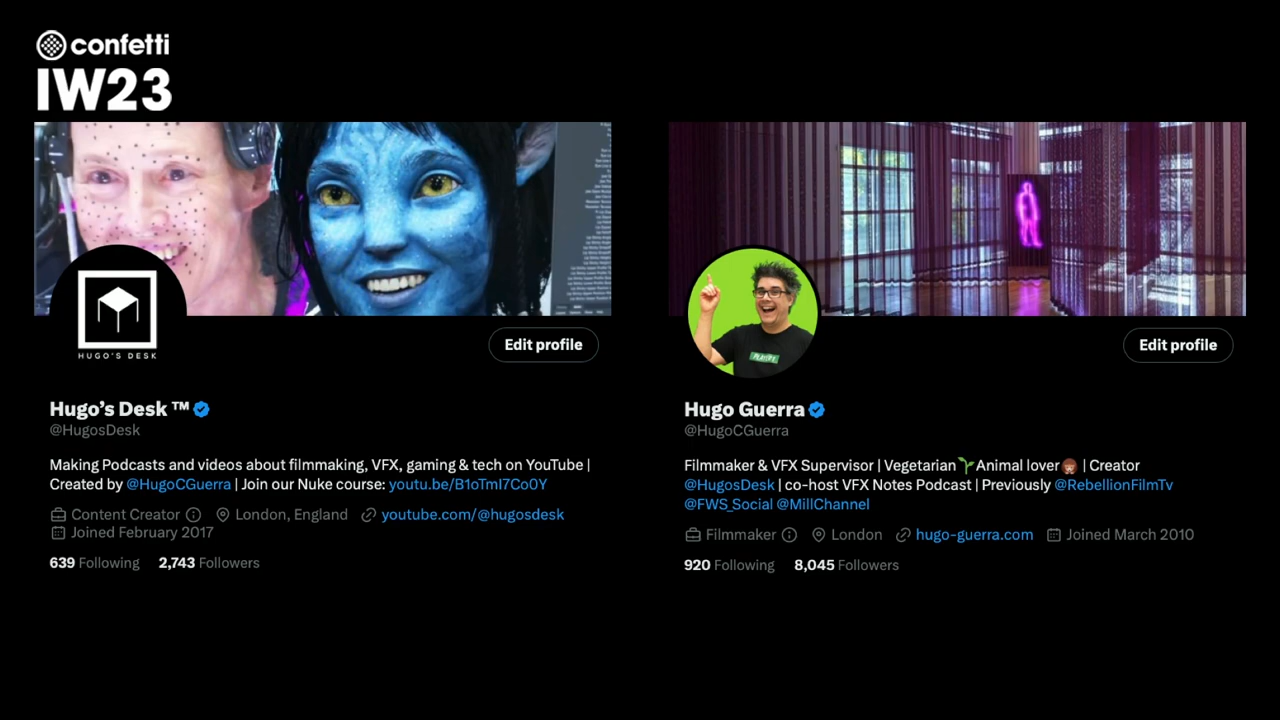 confetti
IW23
HUGO'S DESK
Edit profile
Hugo's Desk ™
@HugosDesk
Making Podcasts and videos about filmmaking, VFX, gaming & tech on YouTube |
Created by @HugoCGuerra | Join our Nuke course: youtu.be/B1oTmI7Co0Y
Content Creator London, England youtube.com/@hugosdesk
Joined February 2017
639 Following 2,743 Followers
Edit profile
Hugo Guerra
@HugoCGuerra
Filmmaker & VFX Supervisor | Vegetarian🌱Animal lover🦁 | Creator
@HugosDesk | co-host VFX Notes Podcast | Previously @RebellionFilmTv
@FWS_Social @MillChannel
Filmmaker London hugo-guerra.com Joined March 2010
920 Following 8,045 Followers